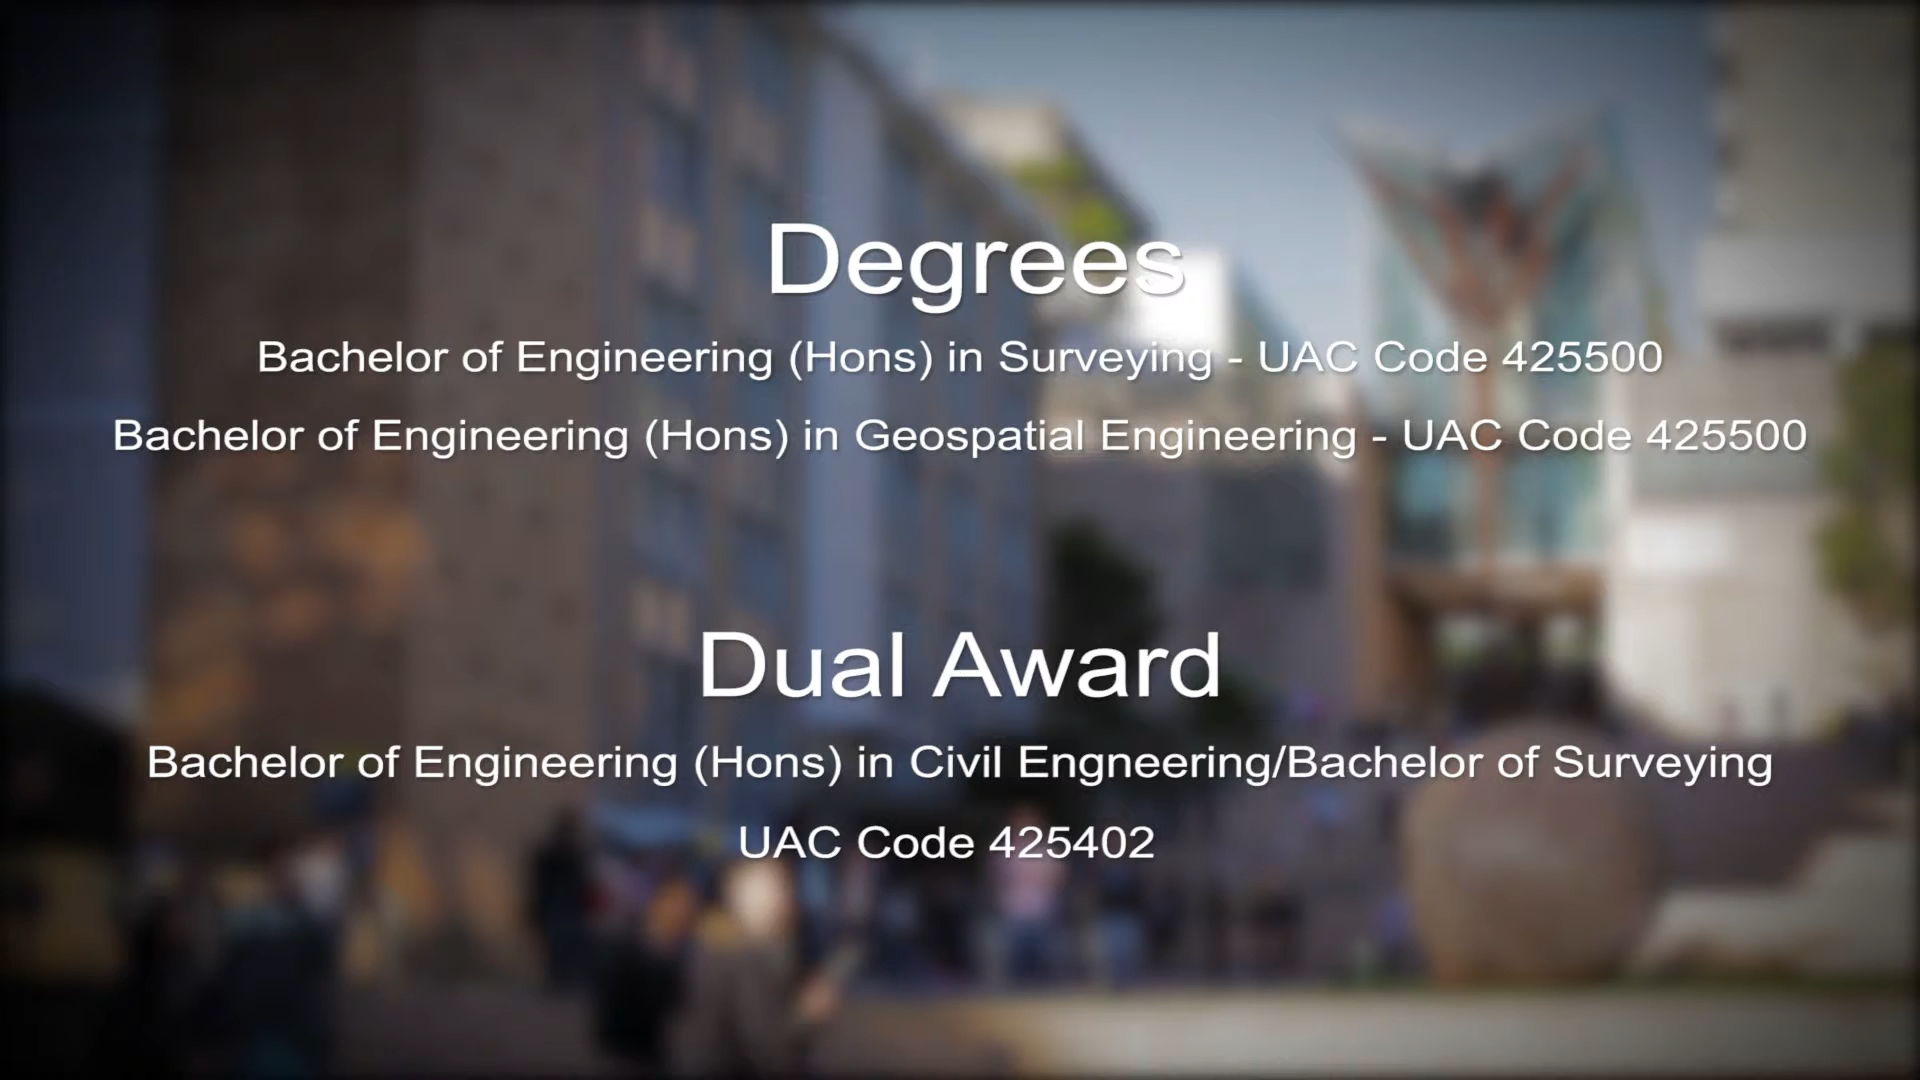 Degrees
Bachelor of Engineering (Hons) in Surveying - UAC Code 425500
Bachelor of Engineering (Hons) in Geospatial Engineering - UAC Code 425500
Dual Award
Bachelor of Engineering (Hons) in Civil Engneering/Bachelor of Surveying
UAC Code 425402